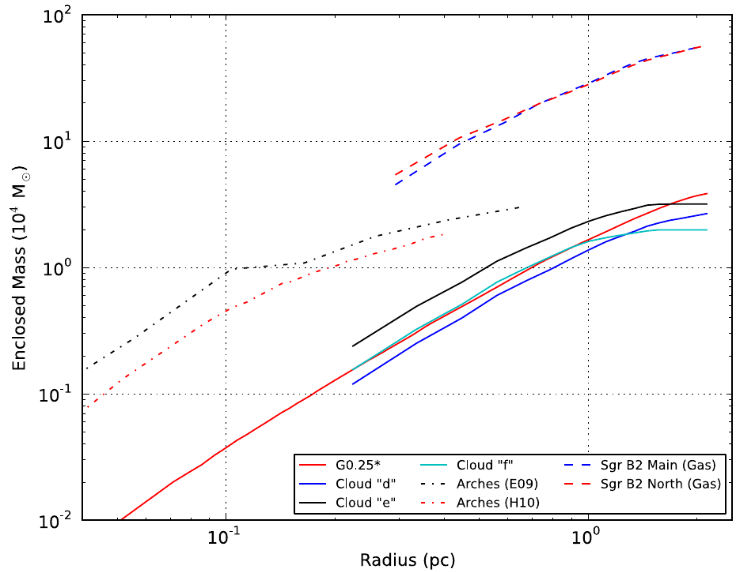 10²
10¹
10⁰
10⁻¹
10⁻²
Enclosed Mass (10⁴ M☉)
G0.25*
Cloud "d"
Cloud "e"
Cloud "f"
Arches (E09)
Arches (H10)
Sgr B2 Main (Gas)
Sgr B2 North (Gas)
10⁻¹
10⁰
Radius (pc)